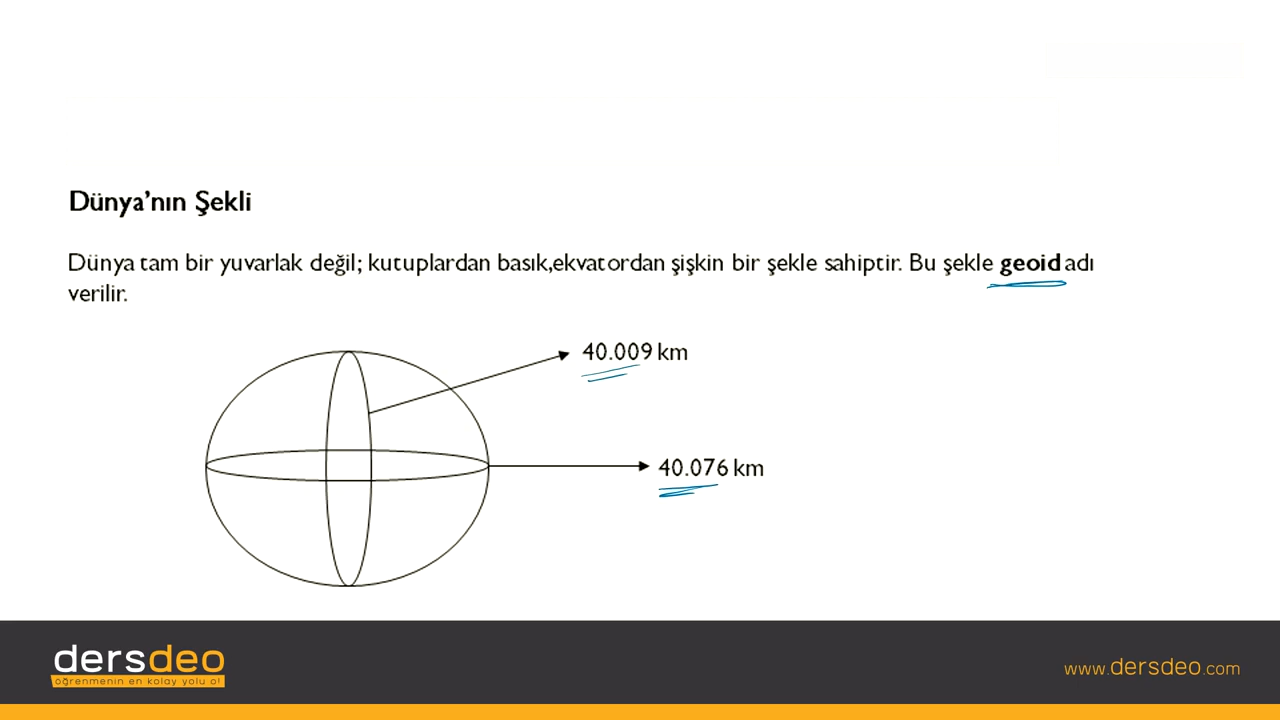 Dünya’nın Şekli
Dünya tam bir yuvarlak değil; kutuplardan basık,ekvatordan şişkin bir şekle sahiptir. Bu şekle geoid adı
verilir.
40.009 km
40.076 km
dersdeo
öğrenmenin en kolay yolu o!
www.dersdeo.com